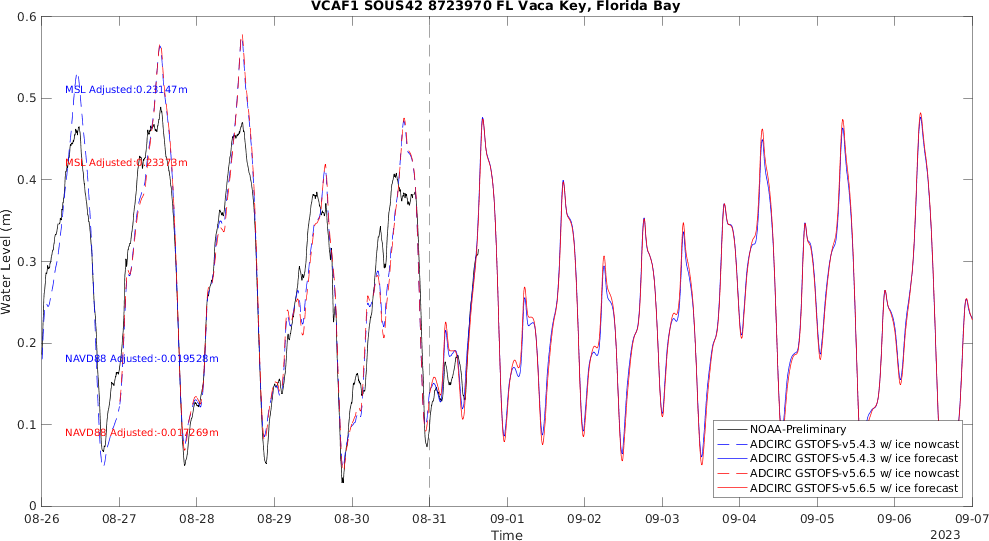 VCAF1 SOUS42 8723970 FL Vaca Key, Florida Bay
Water Level (m)
0.6
0.5
0.4
0.3
0.2
0.1
0
MSL Adjusted:0.23147m
MSL Adjusted:0.23373m
NAVD88 Adjusted:-0.019528m
NAVD88 Adjusted:-0.017269m
NOAA-Preliminary
ADCIRC GSTOFS-v5.4.3 w/ ice nowcast
ADCIRC GSTOFS-v5.4.3 w/ ice forecast
ADCIRC GSTOFS-v5.6.5 w/ ice nowcast
ADCIRC GSTOFS-v5.6.5 w/ ice forecast
08-26 08-27 08-28 08-29 08-30 08-31 09-01 09-02 09-03 09-04 09-05 09-06 09-07
Time
2023